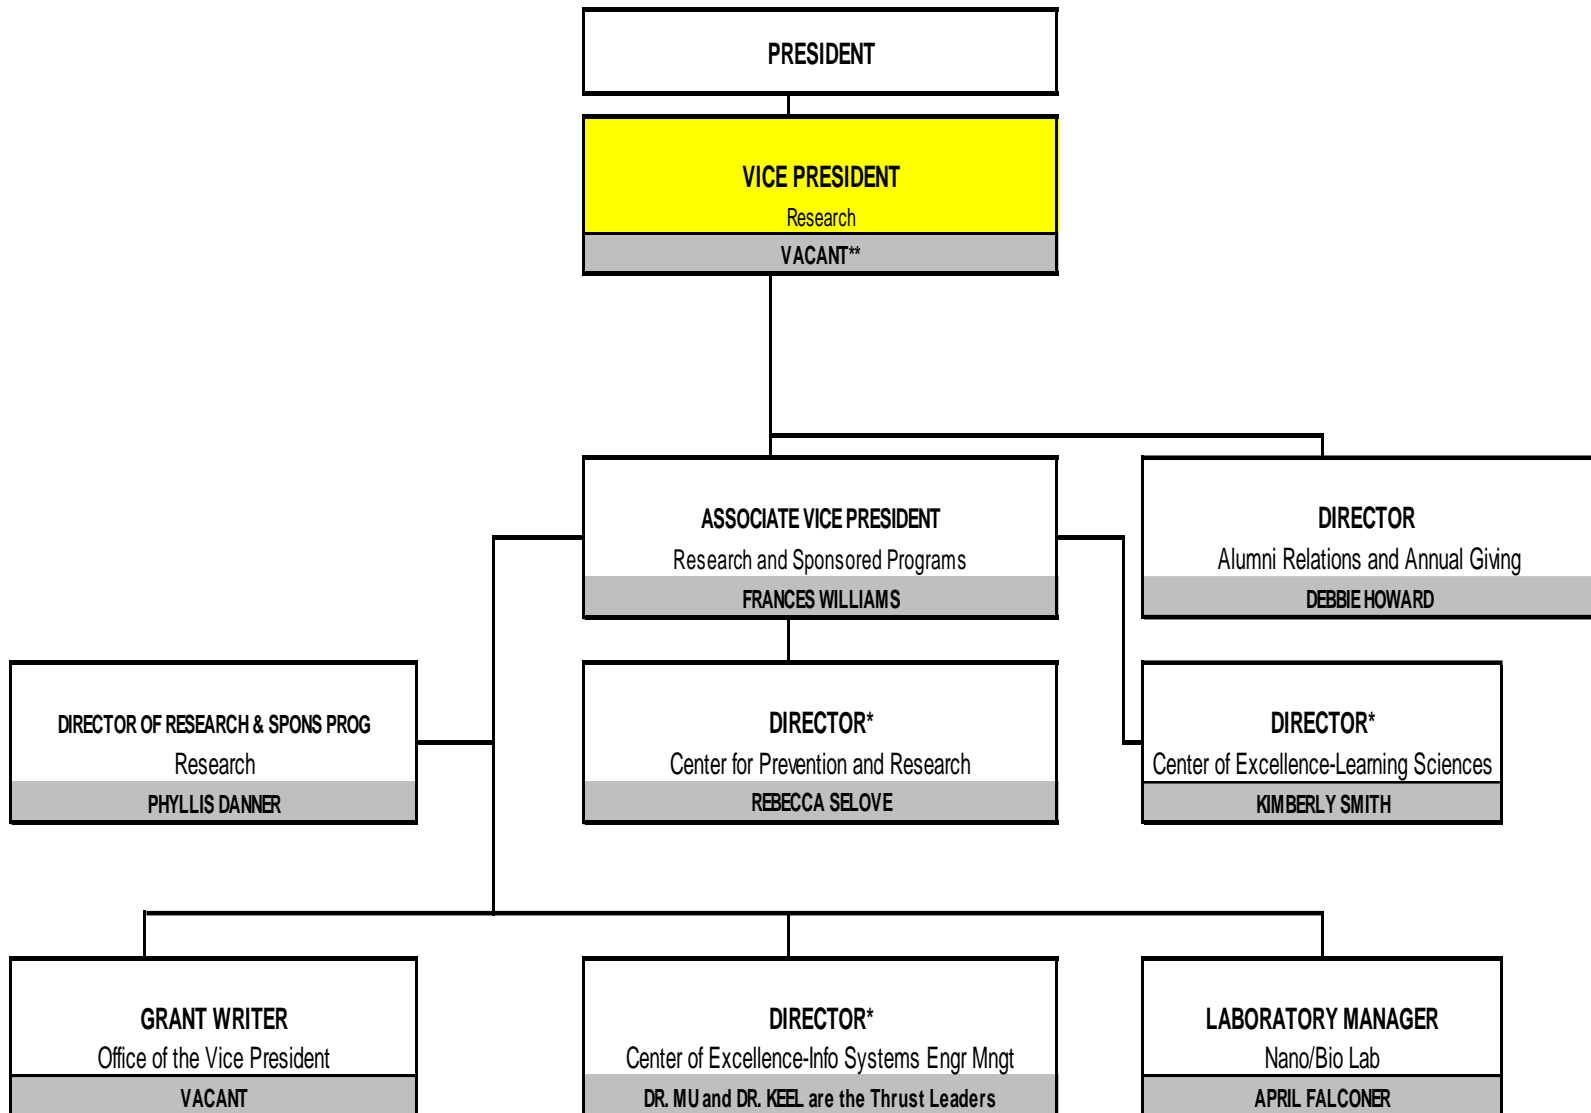 PRESIDENT
VICE PRESIDENT
Research
VACANT**
ASSOCIATE VICE PRESIDENT
Research and Sponsored Programs
FRANCES WILLIAMS
DIRECTOR
Alumni Relations and Annual Giving
DEBBIE HOWARD
DIRECTOR OF RESEARCH & SPONS PROG
Research
PHYLLIS DANNER
DIRECTOR*
Center for Prevention and Research
REBECCA SELOVE
DIRECTOR*
Center of Excellence-Learning Sciences
KIMBERLY SMITH
GRANT WRITER
Office of the Vice President
VACANT
DIRECTOR*
Center of Excellence-Info Systems Engr Mngt
DR. MU and DR. KEEL are the Thrust Leaders
LABORATORY MANAGER
Nano/Bio Lab
APRIL FALCONER